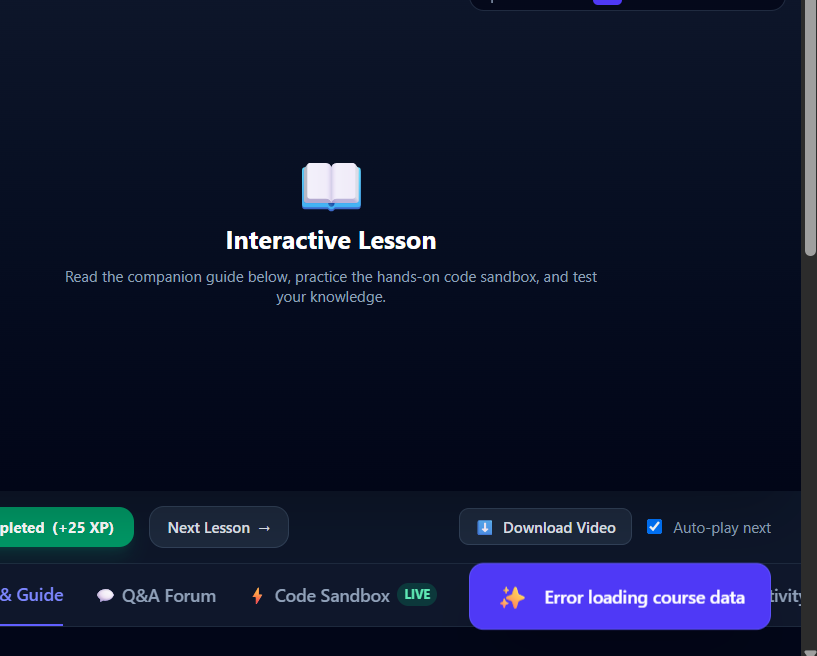 Interactive Lesson
Read the companion guide below, practice the hands-on code sandbox, and test
your knowledge.
pleted (+25 XP)
Next Lesson →
Download Video
Auto-play next
& Guide
Q&A Forum
Code Sandbox LIVE
Error loading course data